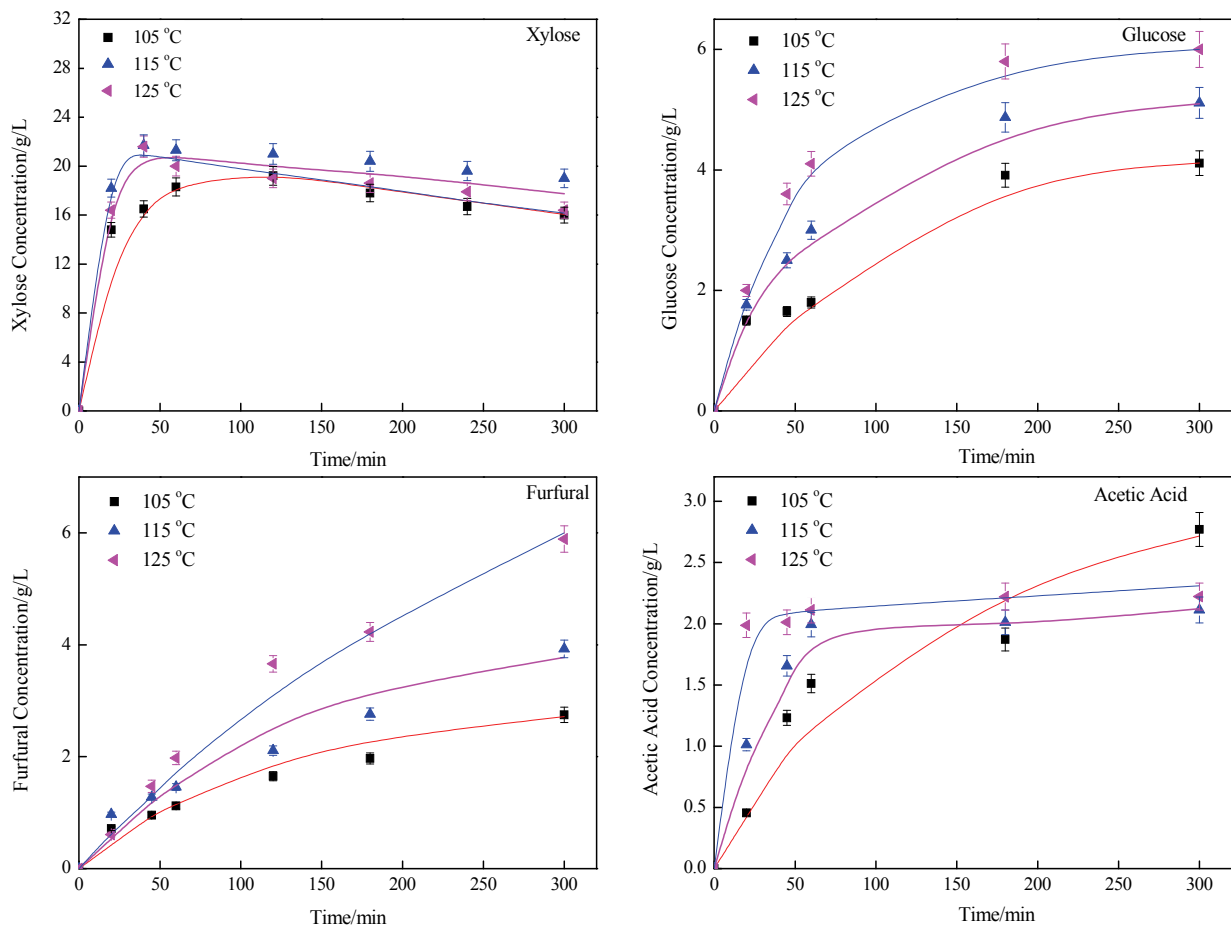 Xylose
105 °C
115 °C
125 °C
Xylose Concentration/g/L
0
4
8
12
16
20
24
28
32
0 50 100 150 200 250 300
Time/min
Glucose
105 °C
115 °C
125 °C
Glucose Concentration/g/L
0
2
4
6
0 50 100 150 200 250 300
Time/min
Furfural
105 °C
115 °C
125 °C
Furfural Concentration/g/L
0
2
4
6
0 50 100 150 200 250 300
Time/min
Acetic Acid
105 °C
115 °C
125 °C
Acetic Acid Concentration/g/L
0.0
0.5
1.0
1.5
2.0
2.5
3.0
0 50 100 150 200 250 300
Time/min